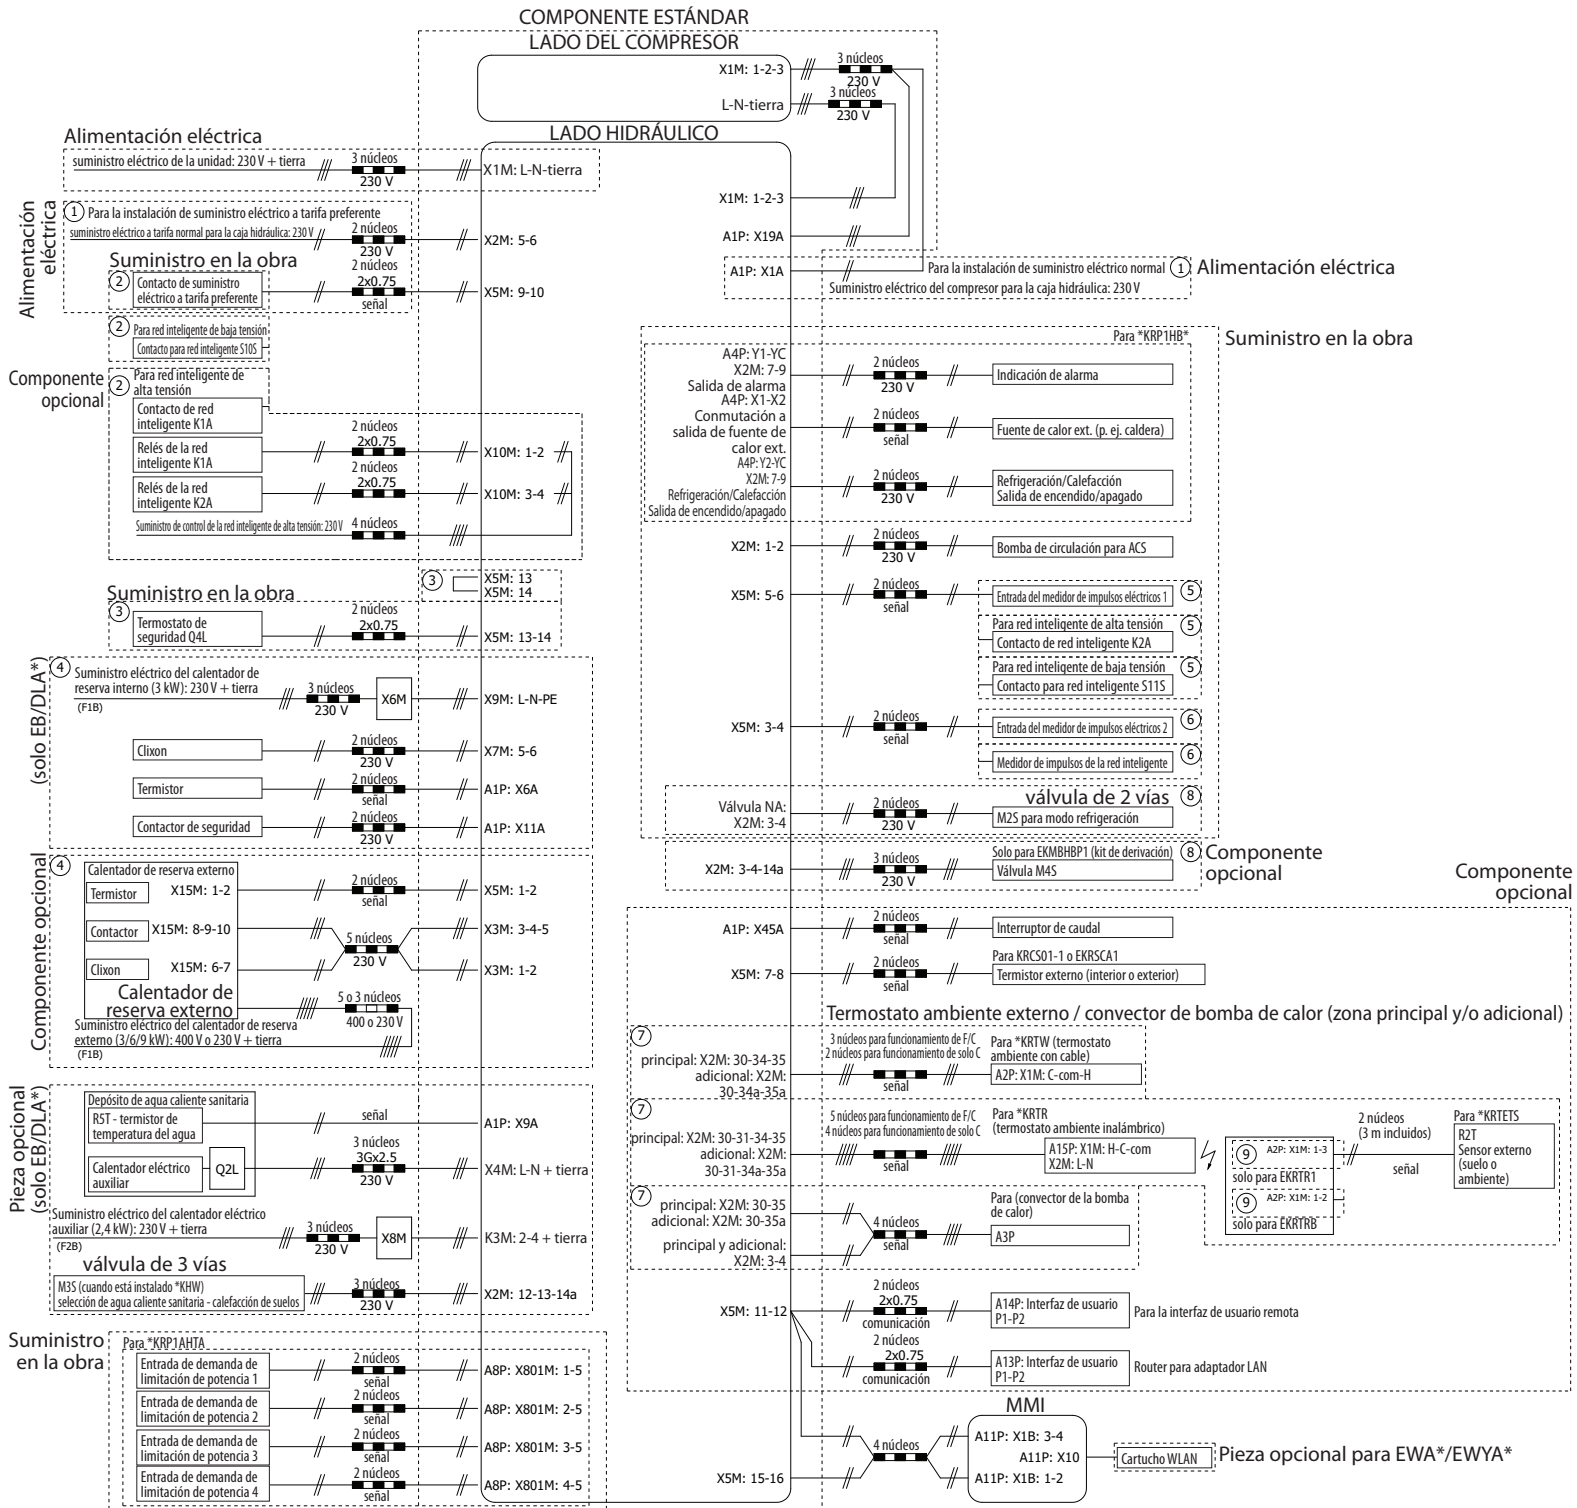 COMPONENTE ESTÁNDAR
LADO DEL COMPRESOR
X1M: 1-2-3
3 núcleos
230 V
L-N-tierra
3 núcleos
230 V
LADO HIDRÁULICO
Alimentación eléctrica
suministro eléctrico de la unidad: 230 V + tierra
3 núcleos
230 V
X1M: L-N-tierra
Alimentación
eléctrica
1 Para la instalación de suministro eléctrico a tarifa preferente
suministro eléctrico a tarifa normal para la caja hidráulica: 230 V
2 núcleos
230 V
X2M: 5-6
Suministro en la obra
2 Contacto de suministro
eléctrico a tarifa preferente
2 núcleos
2x0.75
señal
X5M: 9-10
2 Para red inteligente de baja tensión
Contacto para red inteligente S10S
Componente
opcional
2 Para red inteligente de
alta tensión
Contacto de red
inteligente K1A
Relés de la red
inteligente K1A
2 núcleos
2x0.75
X10M: 1-2
Relés de la red
inteligente K2A
2 núcleos
2x0.75
X10M: 3-4
Suministro de control de la red inteligente de alta tensión: 230 V
4 núcleos
3
X5M: 13
X5M: 14
Suministro en la obra
3
Termostato de
seguridad Q4L
2 núcleos
2x0.75
X5M: 13-14
(solo EB/DLA*)
4 Suministro eléctrico del calentador de
reserva interno (3 kW): 230 V + tierra
(F1B)
3 núcleos
230 V
X6M
X9M: L-N-PE
Clixon
2 núcleos
230 V
X7M: 5-6
Termistor
2 núcleos
señal
A1P: X6A
Contactor de seguridad
2 núcleos
230 V
A1P: X11A
Componente opcional
4
Calentador de reserva externo
Termistor
X15M: 1-2
2 núcleos
señal
X5M: 1-2
Contactor
X15M: 8-9-10
5 núcleos
230 V
X3M: 3-4-5
Clixon
X15M: 6-7
X3M: 1-2
Calentador de
reserva externo
5 o 3 núcleos
400 o 230 V
Suministro eléctrico del calentador de reserva
externo (3/6/9 kW): 400 V o 230 V + tierra
(F1B)
Pieza opcional
(solo EB/DLA*)
Depósito de agua caliente sanitaria
R5T - termistor de
temperatura del agua
señal
A1P: X9A
Calentador eléctrico
auxiliar
Q2L
3 núcleos
3Gx2.5
230 V
X4M: L-N + tierra
Suministro eléctrico del calentador eléctrico
auxiliar (2,4 kW): 230 V + tierra
(F2B)
3 núcleos
230 V
X8M
K3M: 2-4 + tierra
válvula de 3 vías
M3S (cuando está instalado *KHW)
selección de agua caliente sanitaria - calefacción de suelos
3 núcleos
230 V
X2M: 12-13-14a
Suministro
en la obra
Para *KRP1AHTA
Entrada de demanda de
limitación de potencia 1
2 núcleos
señal
A8P: X801M: 1-5
Entrada de demanda de
limitación de potencia 2
2 núcleos
señal
A8P: X801M: 2-5
Entrada de demanda de
limitación de potencia 3
2 núcleos
señal
A8P: X801M: 3-5
Entrada de demanda de
limitación de potencia 4
2 núcleos
señal
A8P: X801M: 4-5
X1M: 1-2-3
A1P: X19A
A1P: X1A
Para la instalación de suministro eléctrico normal 1
Suministro eléctrico del compresor para la caja hidráulica: 230 V
Alimentación eléctrica
Para *KRP1HB*
Suministro en la obra
A4P: Y1-YC
X2M: 7-9
Salida de alarma
2 núcleos
230 V
Indicación de alarma
A4P: X1-X2
Conmutación a
salida de fuente de
calor ext.
2 núcleos
señal
Fuente de calor ext. (p. ej. caldera)
A4P: Y2-YC
X2M: 7-9
Refrigeración/Calefacción
Salida de encendido/apagado
2 núcleos
230 V
Refrigeración/Calefacción
Salida de encendido/apagado
X2M: 1-2
2 núcleos
230 V
Bomba de circulación para ACS
X5M: 5-6
2 núcleos
señal
Entrada del medidor de impulsos eléctricos 1
5
Para red inteligente de alta tensión
5
Contacto de red inteligente K2A
Para red inteligente de baja tensión
5
Contacto para red inteligente S11S
X5M: 3-4
2 núcleos
señal
Entrada del medidor de impulsos eléctricos 2
6
Medidor de impulsos de la red inteligente
6
Válvula NA:
X2M: 3-4
2 núcleos
230 V
válvula de 2 vías
8
M2S para modo refrigeración
X2M: 3-4-14a
3 núcleos
230 V
Solo para EKMBHBP1 (kit de derivación)
8
Válvula M4S
Componente
opcional
Componente
opcional
A1P: X45A
2 núcleos
señal
Interruptor de caudal
X5M: 7-8
2 núcleos
señal
Para KRCS01-1 o EKRSCA1
Termistor externo (interior o exterior)
Termostato ambiente externo / convector de bomba de calor (zona principal y/o adicional)
7
principal: X2M: 30-34-35
adicional: X2M:
30-34a-35a
3 núcleos para funcionamiento de F/C
2 núcleos para funcionamiento de solo C
señal
Para *KRTW (termostato
ambiente con cable)
A2P: X1M: C-com-H
7
principal: X2M: 30-31-34-35
adicional: X2M:
30-31-34a-35a
5 núcleos para funcionamiento de F/C
4 núcleos para funcionamiento de solo C
señal
Para *KRTR
(termostato ambiente inalámbrico)
A15P: X1M: H-C-com
X2M: L-N
9 A2P: X1M: 1-3
solo para EKRTR1
9 A2P: X1M: 1-2
solo para EKRTRB
2 núcleos
(3 m incluidos)
señal
Para *KRTETS
R2T
Sensor externo
(suelo o
ambiente)
7
principal: X2M: 30-35
adicional: X2M: 30-35a
principal y adicional:
X2M: 3-4
4 núcleos
señal
Para (convector de la bomba
de calor)
A3P
X5M: 11-12
2 núcleos
2x0.75
comunicación
A14P: Interfaz de usuario
P1-P2
Para la interfaz de usuario remota
2 núcleos
2x0.75
comunicación
A13P: Interfaz de usuario
P1-P2
Router para adaptador LAN
MMI
4 núcleos
A11P: X1B: 3-4
A11P: X10
A11P: X1B: 1-2
X5M: 15-16
Cartucho WLAN
Pieza opcional para EWA*/EWYA*